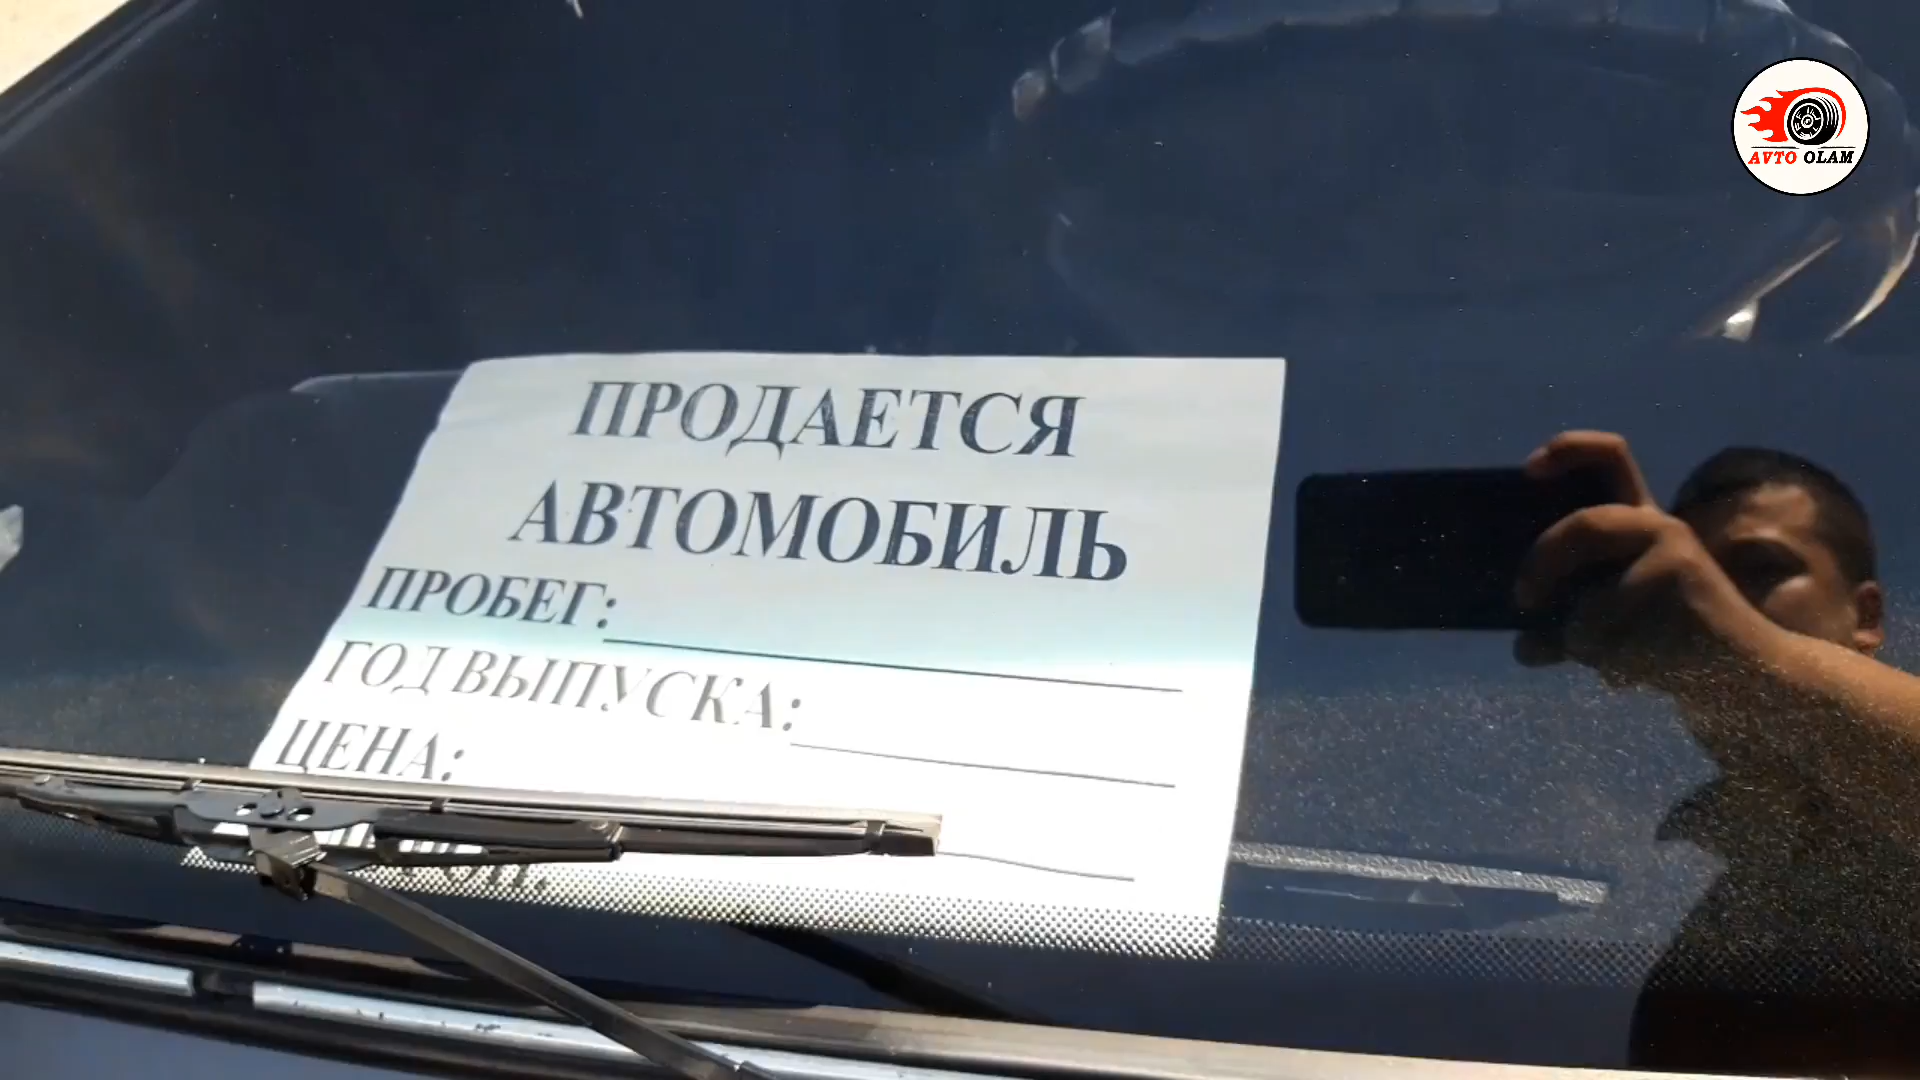 AVTO OLAM
ПРОДАЕТСЯ
АВТОМОБИЛЬ
ПРОБЕГ:
ГОД ВЫПУСКА:
ЦЕНА: